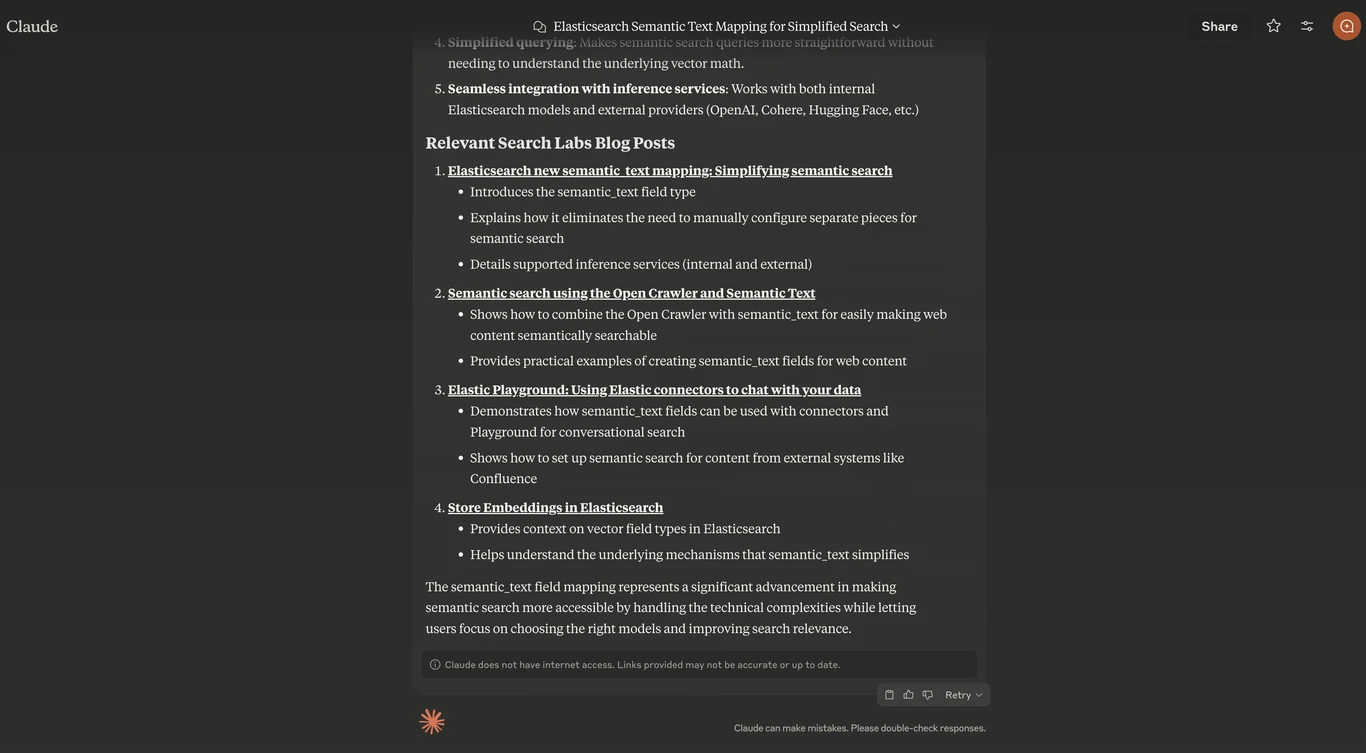 Claude
Elasticsearch Semantic Text Mapping for Simplified Search
Share
4. Simplified querying: Makes semantic search queries more straightforward without
needing to understand the underlying vector math.
5. Seamless integration with inference services: Works with both internal
Elasticsearch models and external providers (OpenAI, Cohere, Hugging Face, etc.)
Relevant Search Labs Blog Posts
1. Elasticsearch new semantic_text mapping: Simplifying semantic search
• Introduces the semantic_text field type
• Explains how it eliminates the need to manually configure separate pieces for
semantic search
• Details supported inference services (internal and external)
2. Semantic search using the Open Crawler and Semantic Text
• Shows how to combine the Open Crawler with semantic_text for easily making web
content semantically searchable
• Provides practical examples of creating semantic_text fields for web content
3. Elastic Playground: Using Elastic connectors to chat with your data
• Demonstrates how semantic_text fields can be used with connectors and
Playground for conversational search
• Shows how to set up semantic search for content from external systems like
Confluence
4. Store Embeddings in Elasticsearch
• Provides context on vector field types in Elasticsearch
• Helps understand the underlying mechanisms that semantic_text simplifies
The semantic_text field mapping represents a significant advancement in making
semantic search more accessible by handling the technical complexities while letting
users focus on choosing the right models and improving search relevance.
Claude does not have internet access. Links provided may not be accurate or up to date.
Retry
Claude can make mistakes. Please double-check responses.